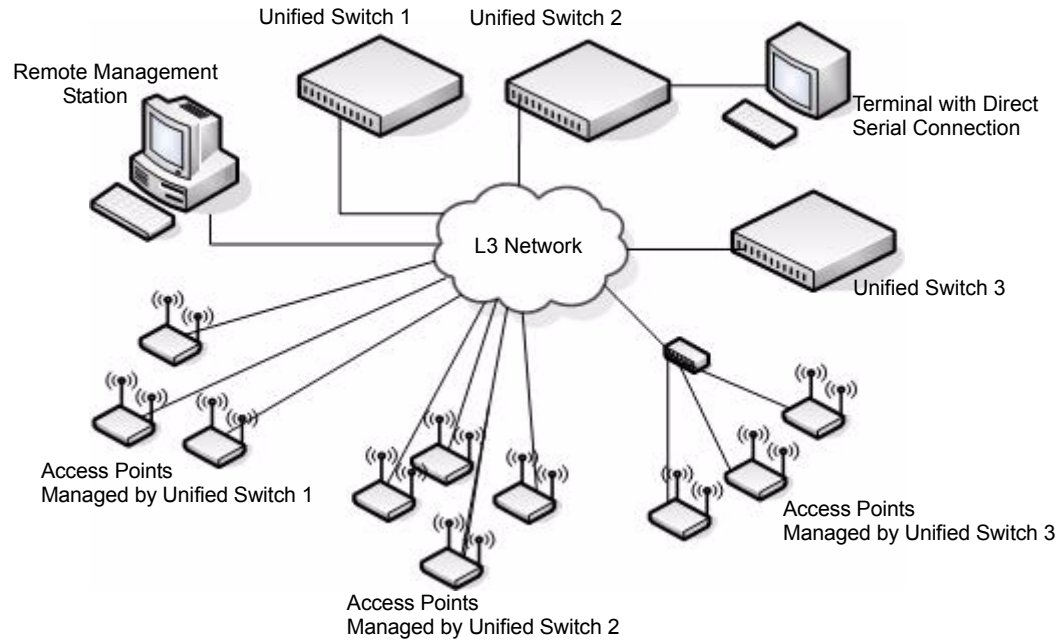 Unified Switch 1
Unified Switch 2
Remote Management
Station
Terminal with Direct
Serial Connection
L3 Network
Unified Switch 3
Access Points
Managed by Unified Switch 1
Access Points
Managed by Unified Switch 3
Access Points
Managed by Unified Switch 2